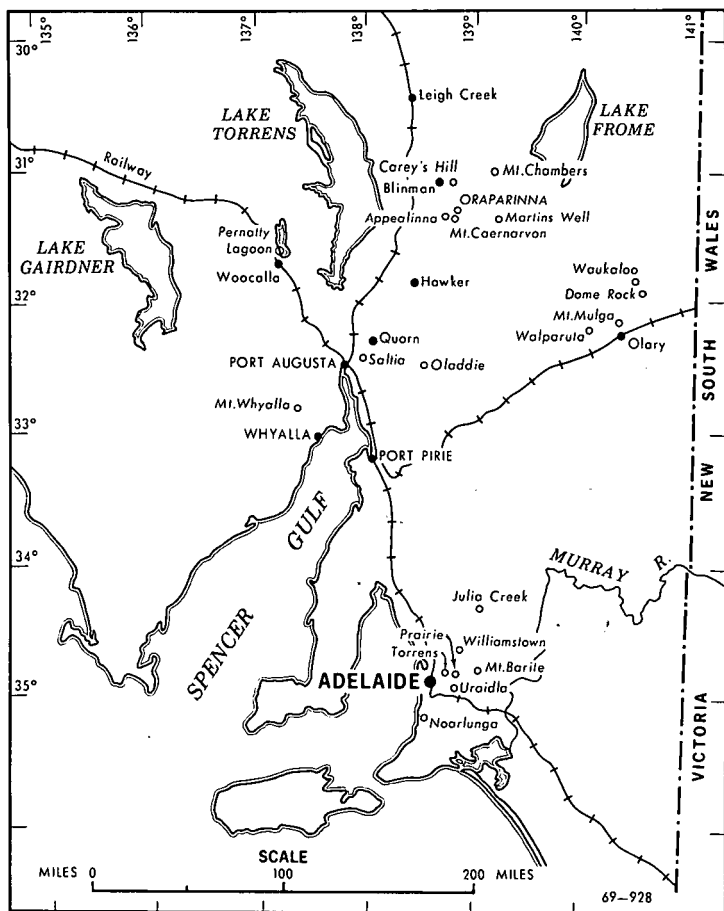 135°
136°
137°
138°
139°
140°
141°
30°
31°
32°
33°
34°
35°
Leigh Creek
LAKE
TORRENS
LAKE
FROME
Railway
Carey's Hill
Mt.Chambers
Blinman
ORAPARINNA
Appealinna
Martins Well
Mt.Caernarvon
Pernatty
Lagoon
LAKE
GAIRDNER
Woocalla
Hawker
Waukaloo
Dome Rock
Mt.Mulga
Walparuta
Olary
Quorn
PORT AUGUSTA
Saltia
Oladdie
Mt.Whyalla
WHYALLA
PORT PIRIE
SPENCER
GULF
MURRAY R.
Julia Creek
Prairie
Torrens
Williamstown
Mt.Barile
ADELAIDE
Uraidla
Noarlunga
NEW SOUTH WALES
VICTORIA
SCALE
MILES 0 100 200 MILES
69–928